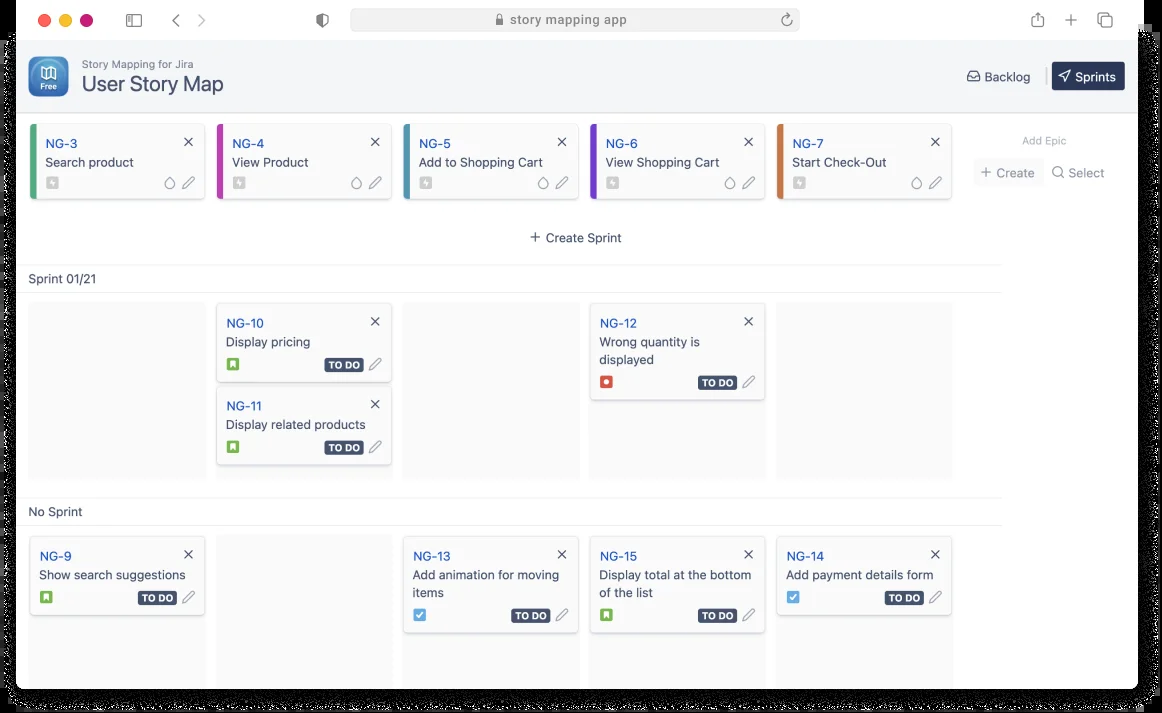 story mapping app
Free
Story Mapping for Jira
User Story Map
Backlog
Sprints
NG-3
Search product
NG-4
View Product
NG-5
Add to Shopping Cart
NG-6
View Shopping Cart
NG-7
Start Check-Out
Add Epic
+ Create
Select
+ Create Sprint
Sprint 01/21
NG-10
Display pricing
TO DO
NG-11
Display related products
TO DO
NG-12
Wrong quantity is
displayed
TO DO
No Sprint
NG-9
Show search suggestions
TO DO
NG-13
Add animation for moving
items
TO DO
NG-15
Display total at the bottom
of the list
TO DO
NG-14
Add payment details form
TO DO